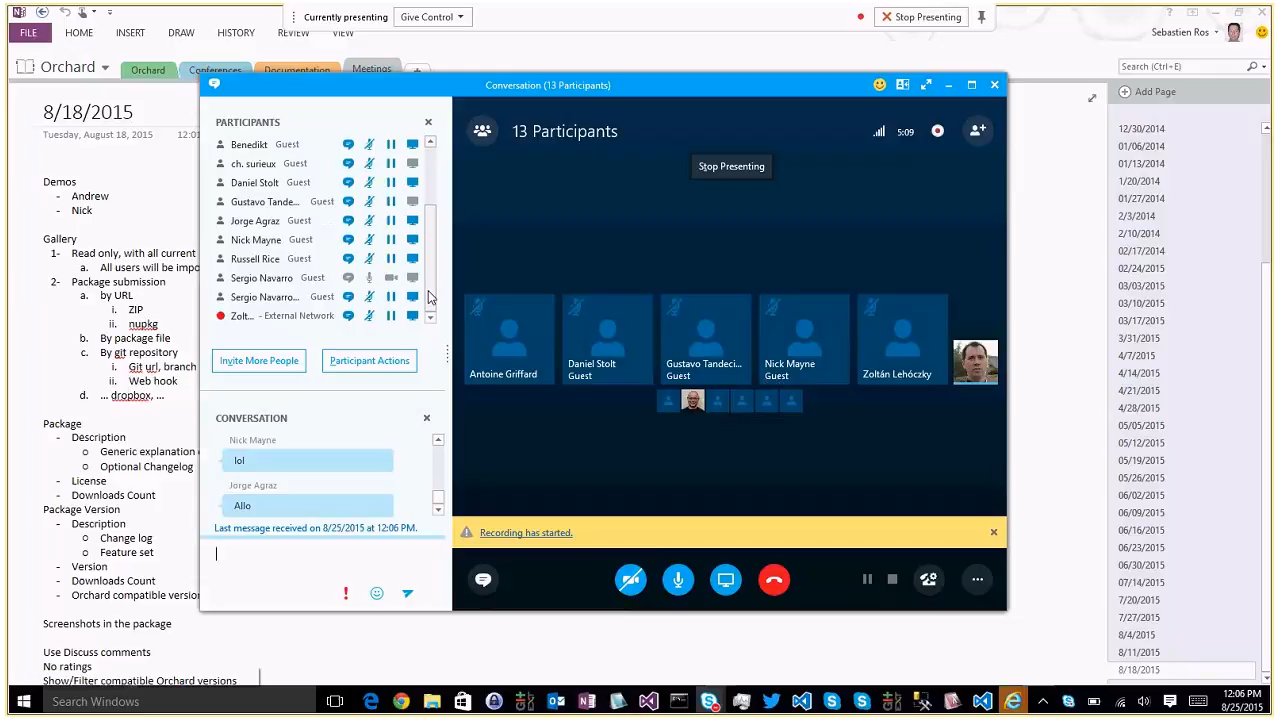 Currently presenting
Give Control
Stop Presenting
FILE
HOME
INSERT
DRAW
HISTORY
REVIEW
VIEW
Sebastien Ros
Orchard
Orchard
Conferences
Documentation
Meetings
Search (Ctrl+E)
8/18/2015
Tuesday, August 18, 2015
Demos
- Andrew
- Nick
Gallery
1- Read only, with all current
a. All users will be impo
2- Package submission
a. by URL
i. ZIP
ii. nupkg
b. By package file
c. By git repository
i. Git url, branch
ii. Web hook
d. ... dropbox, ...
Package
- Description
o Generic explanation
o Optional Changelog
- License
- Downloads Count
Package Version
- Description
o Change log
o Feature set
- Version
- Downloads Count
- Orchard compatible version
Screenshots in the package
Use Discuss comments
No ratings
Show/Filter compatible Orchard versions
Conversation (13 Participants)
PARTICIPANTS
Benedikt Guest
ch. surieux Guest
Daniel Stolt Guest
Gustavo Tande... Guest
Jorge Agraz Guest
Nick Mayne Guest
Russell Rice Guest
Sergio Navarro Guest
Sergio Navarro... Guest
Zolt... - External Network
Invite More People
Participant Actions
CONVERSATION
Nick Mayne
lol
Jorge Agraz
Allo
Last message received on 8/25/2015 at 12:06 PM.
13 Participants
5:09
Stop Presenting
Antoine Griffard
Daniel Stolt
Guest
Gustavo Tandeci...
Guest
Nick Mayne
Guest
Zoltán Lehóczky
Recording has started.
Add Page
12/30/2014
01/06/2014
01/13/2014
1/20/2014
01/27/2014
2/3/2014
2/10/2014
02/17/2014
02/24/2015
03/03/2015
03/10/2015
03/17/2015
3/31/2015
4/7/2015
4/14/2015
4/21/2015
4/28/2015
05/05/2015
05/12/2015
05/19/2015
05/26/2015
06/02/2015
06/09/2015
06/16/2015
06/23/2015
06/30/2015
07/14/2015
7/20/2015
7/27/2015
8/4/2015
8/11/2015
8/18/2015
Search Windows
12:06 PM
8/25/2015